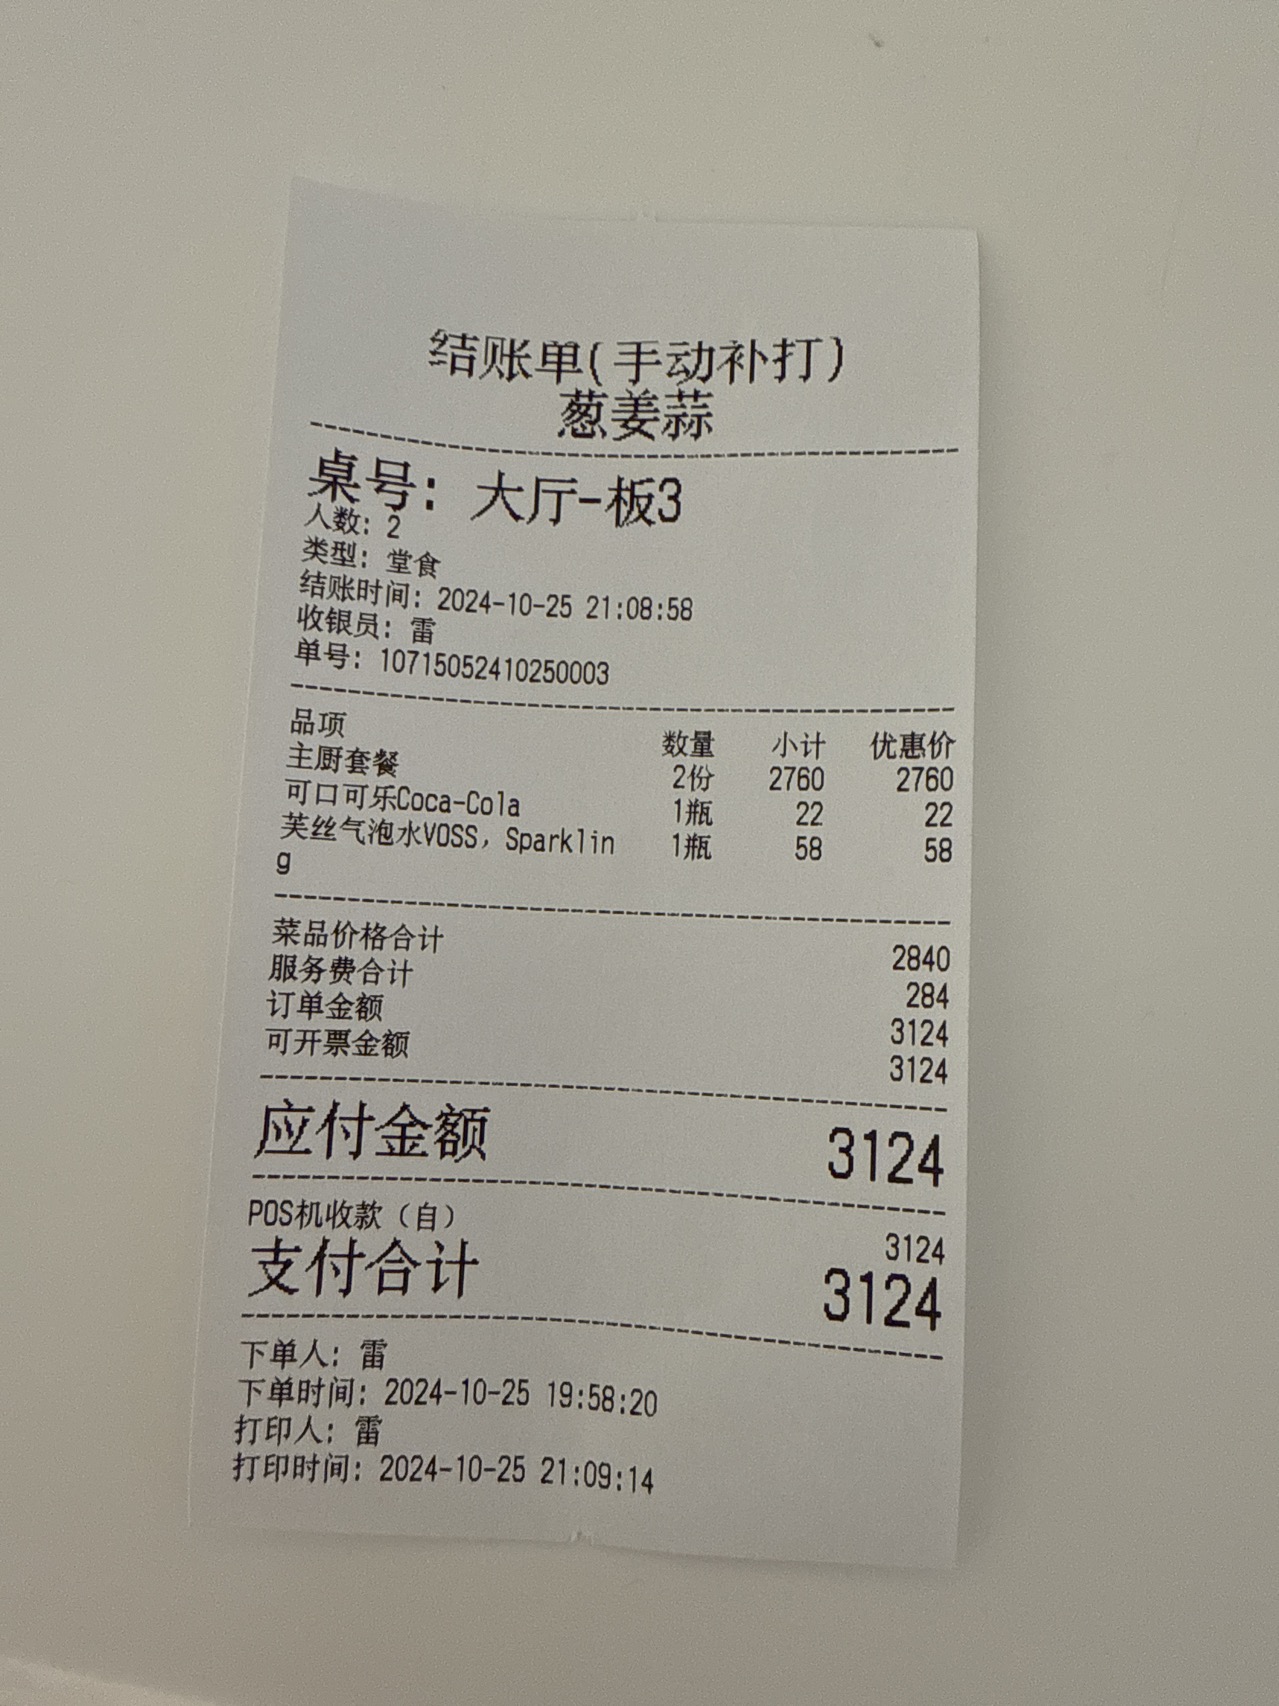 结账单(手动补打)
葱姜蒜
桌号: 大厅-板3
人数: 2
类型: 堂食
结账时间: 2024-10-25 21:08:58
收银员: 雷
单号: 10715052410250003
品项 数量 小计 优惠价
主厨套餐 2份 2760 2760
可口可乐Coca-Cola 1瓶 22 22
芙丝气泡水VOSS，Sparklin 1瓶 58 58
g
菜品价格合计 2840
服务费合计 284
订单金额 3124
可开票金额 3124
应付金额 3124
POS机收款（自） 3124
支付合计 3124
下单人: 雷
下单时间: 2024-10-25 19:58:20
打印人: 雷
打印时间: 2024-10-25 21:09:14